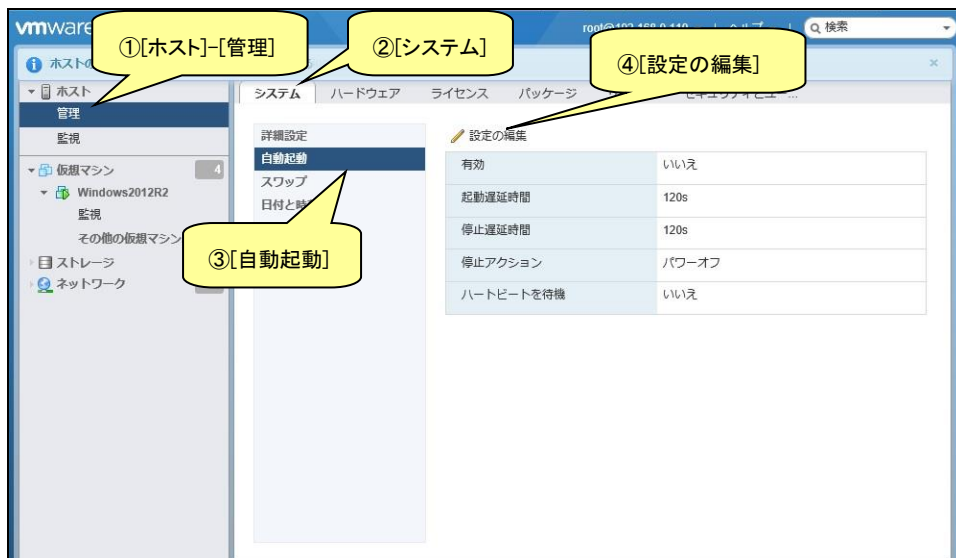 vmware
root@192.168.0.110
検索
①[ホスト]-[管理]
②[システム]
④[設定の編集]
ホストの
ホスト
管理
監視
仮想マシン 4
Windows2012R2
監視
その他の仮想マシン
ストレージ
ネットワーク
システム ハードウェア ライセンス パッケージ
詳細設定
自動起動
スワップ
日付と時
③[自動起動]
設定の編集
有効 いいえ
起動遅延時間 120s
停止遅延時間 120s
停止アクション パワーオフ
ハートビートを待機 いいえ